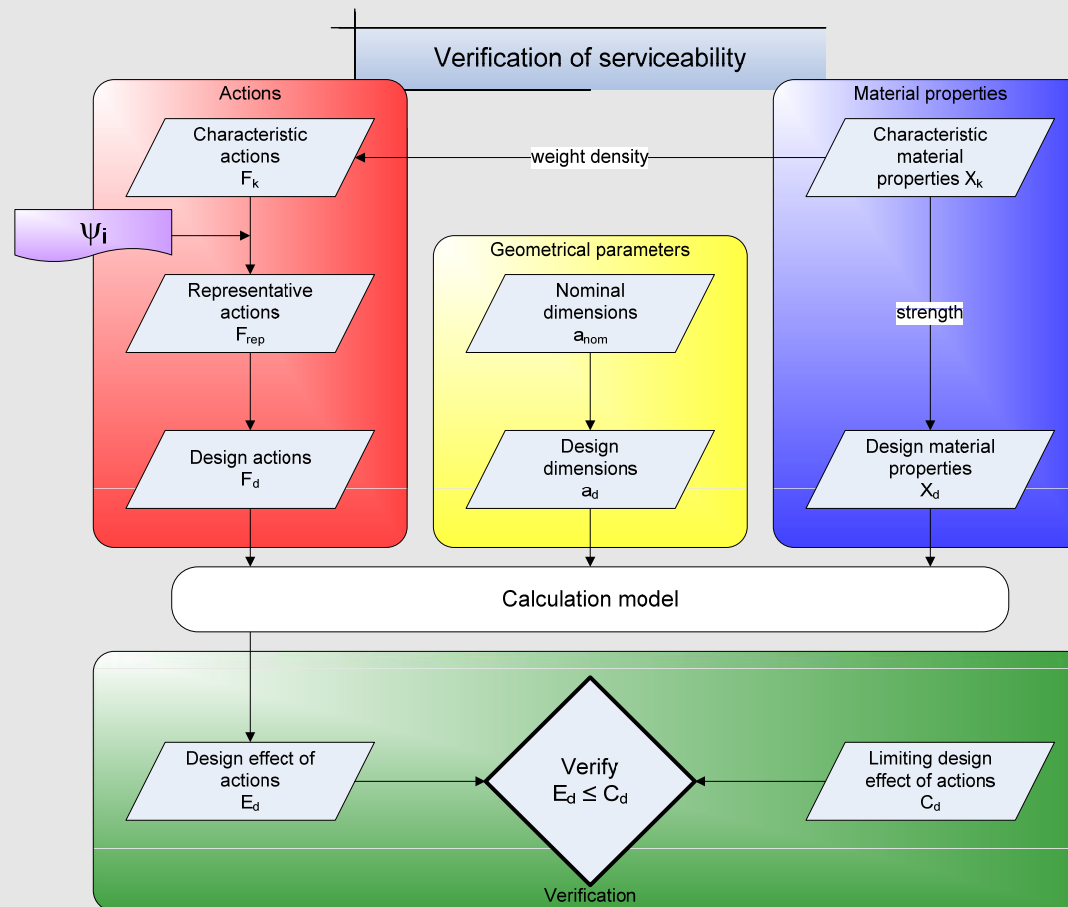 Verification of serviceability
Actions
Characteristic
actions
Fk
ψi
Representative
actions
Frep
Design actions
Fd
weight density
Geometrical parameters
Nominal
dimensions
anom
Design
dimensions
ad
Material properties
Characteristic
material
properties Xk
strength
Design material
properties
Xd
Calculation model
Design effect of
actions
Ed
Verify
Ed ≤ Cd
Limiting design
effect of actions
Cd
Verification